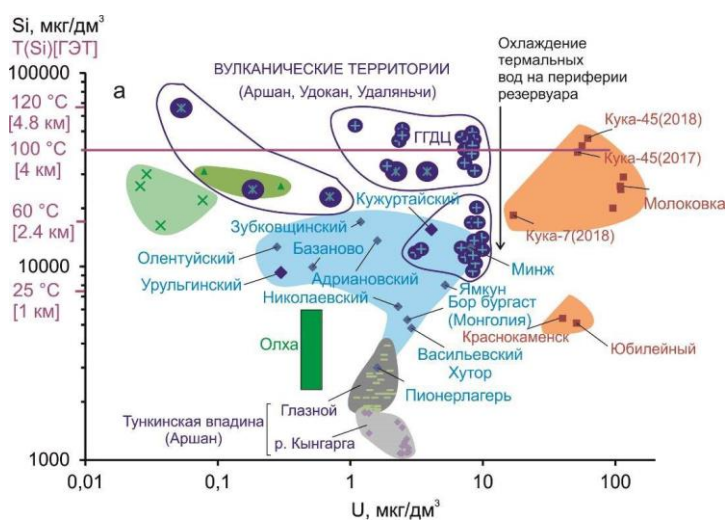 Si, мкг/дм³
T(Si)[ГЭТ]
100000
120 °C
[4.8 км]
100 °C
[4 км]
60 °C
[2.4 км]
10000
25 °C
[1 км]
1000
а
ВУЛКАНИЧЕСКИЕ ТЕРРИТОРИИ
(Аршан, Удокан, Удаляньчи)
ГГДЦ
Охлаждение
термальных
вод на периферии
резервуара
Кука-45(2018)
Кука-45(2017)
Молоковка
Кука-7(2018)
Кужуртайский
Зубковщинский
Олентуйский
Базаново
Урульгинский
Адриановский
Николаевский
Минж
Ямкун
Бор бургаст
(Монголия)
Краснокаменск
Юбилейный
Васильевский
Хутор
Олха
Пионерлагерь
Глазной
Тункинская впадина
(Аршан)
р. Кынгарга
0,01
0,1
1
10
100
U, мкг/дм³